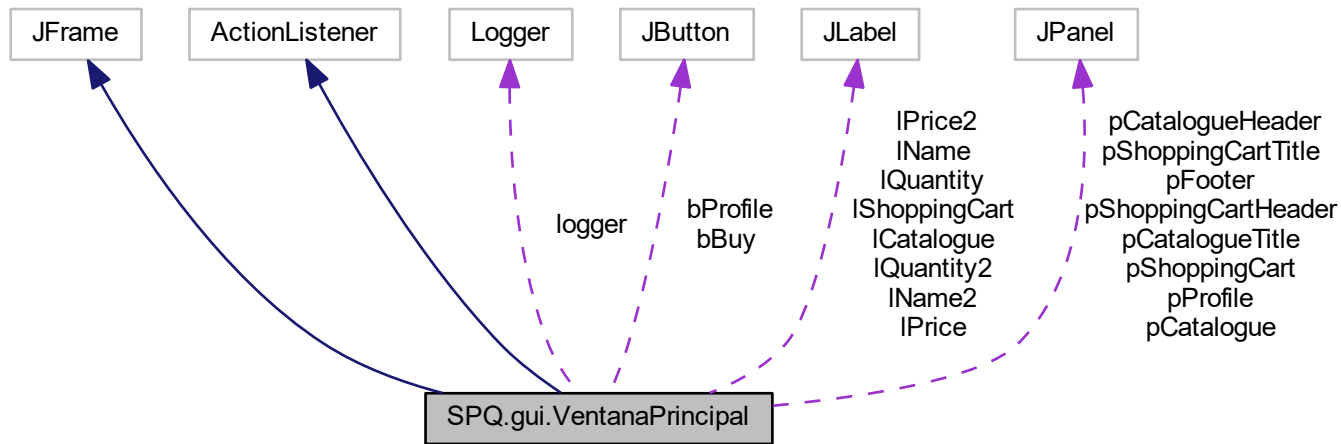 JFrame
ActionListener
Logger
JButton
JLabel
JPanel
logger
bProfile
bBuy
lPrice2
lName
lQuantity
lShoppingCart
lCatalogue
lQuantity2
lName2
lPrice
pCatalogueHeader
pShoppingCartTitle
pFooter
pShoppingCartHeader
pCatalogueTitle
pShoppingCart
pProfile
pCatalogue
SPQ.gui.VentanaPrincipal